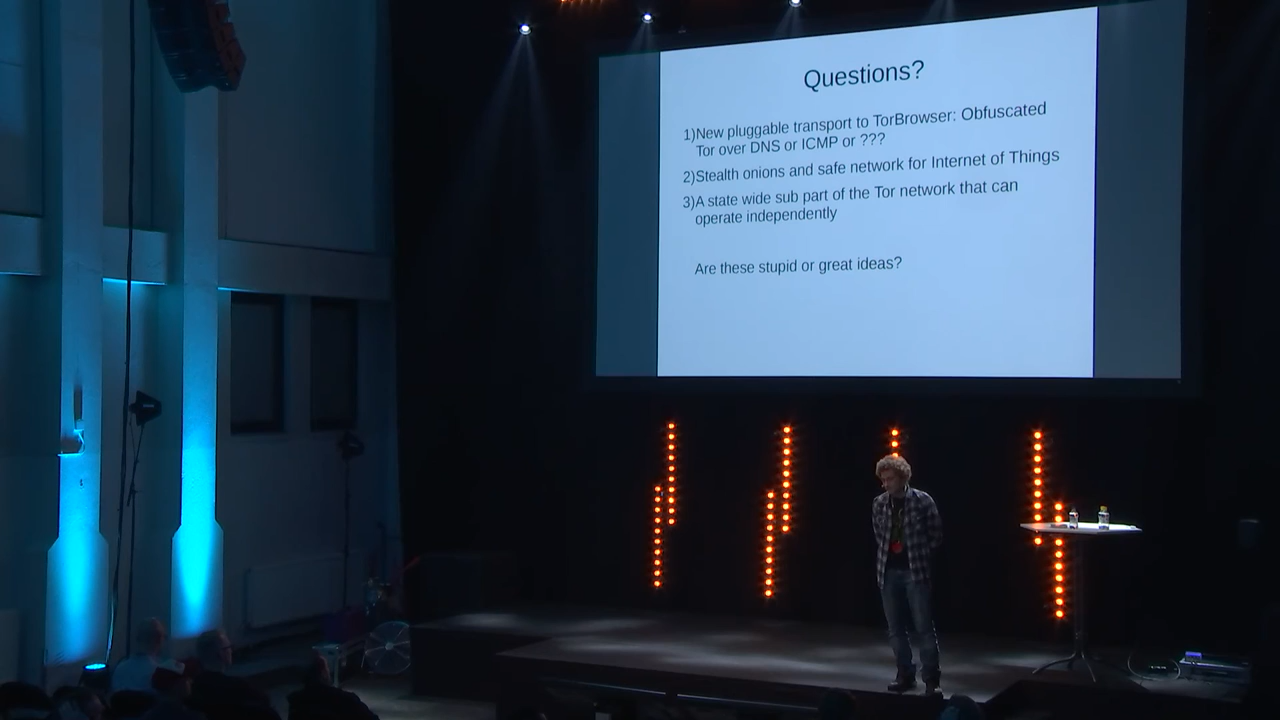 Questions?
1)New pluggable transport to TorBrowser: Obfuscated
Tor over DNS or ICMP or ???
2)Stealth onions and safe network for Internet of Things
3)A state wide sub part of the Tor network that can
operate independently
Are these stupid or great ideas?